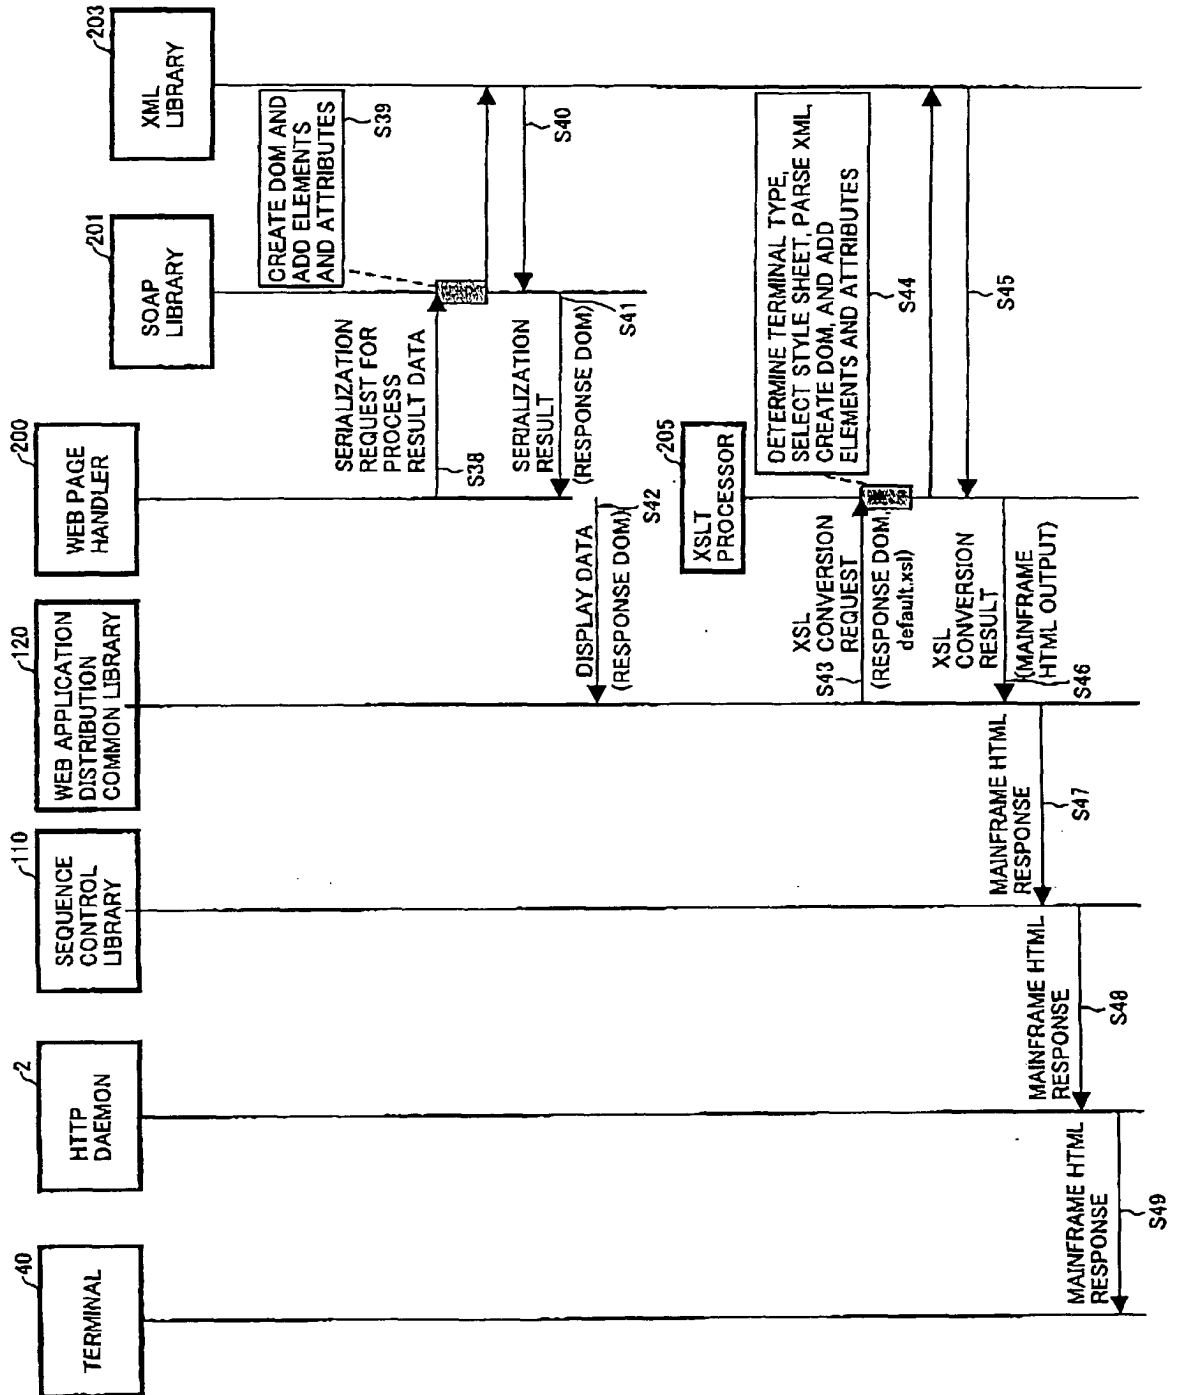 40
TERMINAL
2
HTTP
DAEMON
110
SEQUENCE
CONTROL
LIBRARY
120
WEB APPLICATION
DISTRIBUTION
COMMON LIBRARY
200
WEB PAGE
HANDLER
201
SOAP
LIBRARY
203
XML
LIBRARY
SERIALIZATION
REQUEST FOR
PROCESS
RESULT DATA
S38
CREATE DOM AND
ADD ELEMENTS
AND ATTRIBUTES
S39
S40
SERIALIZATION
RESULT
(RESPONSE DOM)
S41
DISPLAY DATA
(RESPONSE DOM)
S42
XSLT
PROCESSOR
205
XSL
S43 CONVERSION
REQUEST
(RESPONSE DOM,
default.xsl)
DETERMINE TERMINAL TYPE,
SELECT STYLE SHEET, PARSE XML,
CREATE DOM, AND ADD
ELEMENTS AND ATTRIBUTES
S44
S45
XSL
CONVERSION
RESULT
(MAINFRAME
HTML OUTPUT)
S46
MAINFRAME HTML
RESPONSE
S47
MAINFRAME HTML
RESPONSE
S48
MAINFRAME HTML
RESPONSE
S49